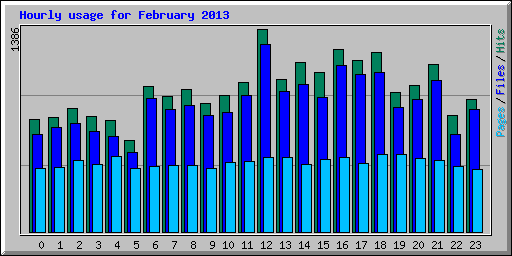 Hourly usage for February 2013
1386
Pages / Files / Hits
0 1 2 3 4 5 6 7 8 9 10 11 12 13 14 15 16 17 18 19 20 21 22 23